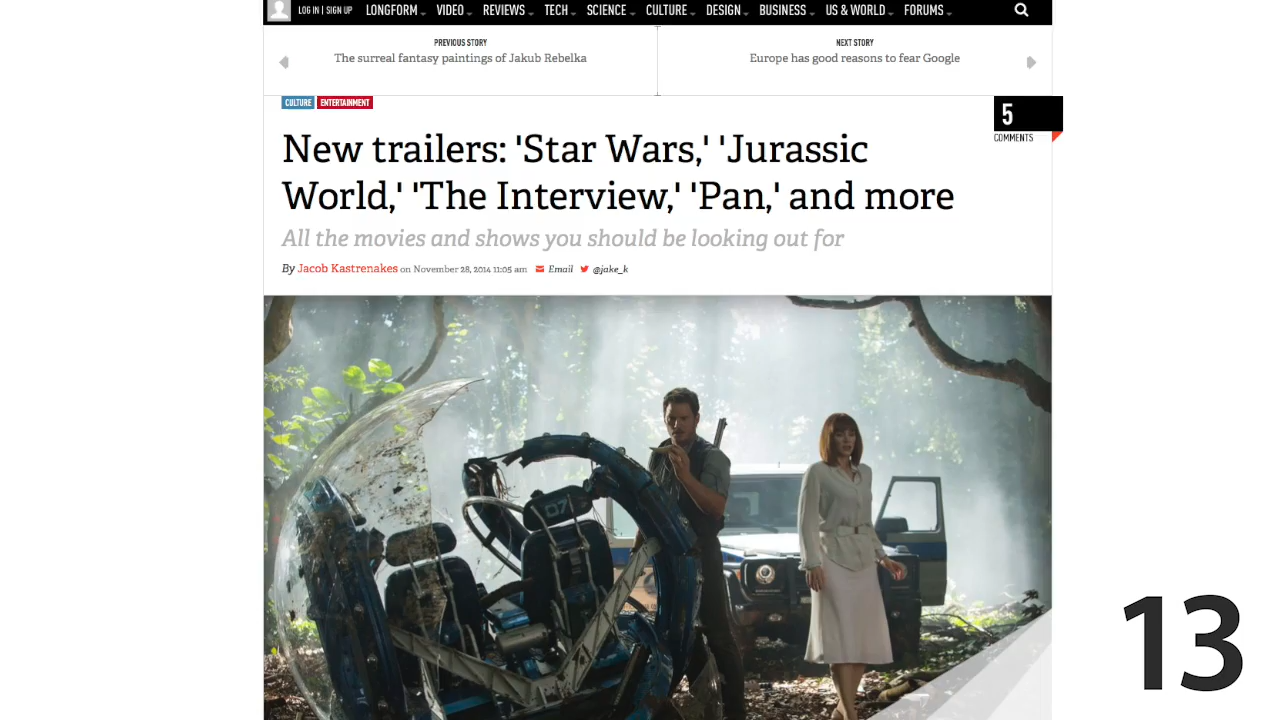 LOG IN | SIGN UP LONGFORM VIDEO REVIEWS TECH SCIENCE CULTURE DESIGN BUSINESS US & WORLD FORUMS
PREVIOUS STORY
The surreal fantasy paintings of Jakub Rebelka
NEXT STORY
Europe has good reasons to fear Google
CULTURE ENTERTAINMENT
5
COMMENTS
New trailers: 'Star Wars,' 'Jurassic
World,' 'The Interview,' 'Pan,' and more
All the movies and shows you should be looking out for
By Jacob Kastrenakes on November 28, 2014 11:05 am Email @jake_k
07
13